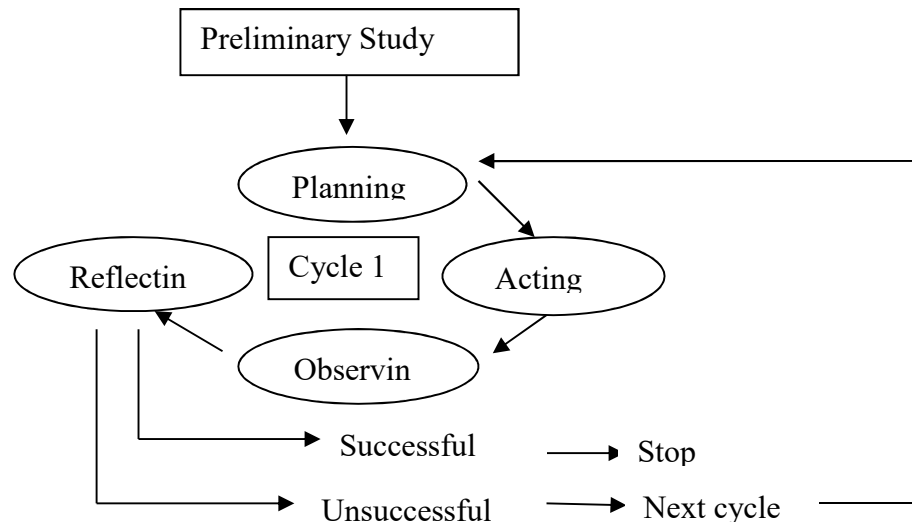 Preliminary Study
Planning
Cycle 1
Reflectin
Acting
Observin
Successful
Stop
Unsuccessful
Next cycle